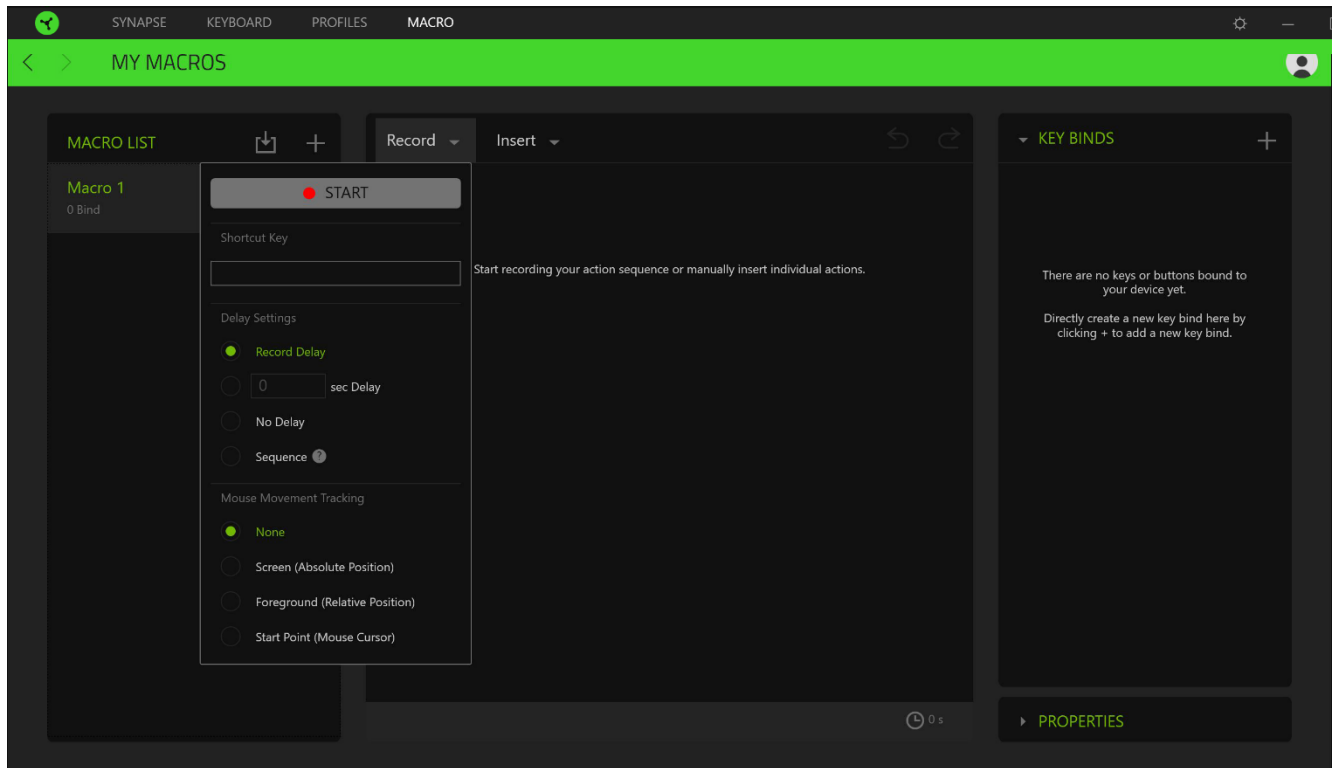 SYNAPSE KEYBOARD PROFILES MACRO
MY MACROS
MACRO LIST
Macro 1
0 Bind
Record
Insert
START
Shortcut Key
Delay Settings
Record Delay
0 sec Delay
No Delay
Sequence ?
Mouse Movement Tracking
None
Screen (Absolute Position)
Foreground (Relative Position)
Start Point (Mouse Cursor)
Start recording your action sequence or manually insert individual actions.
0 s
KEY BINDS
There are no keys or buttons bound to
your device yet.
Directly create a new key bind here by
clicking + to add a new key bind.
PROPERTIES